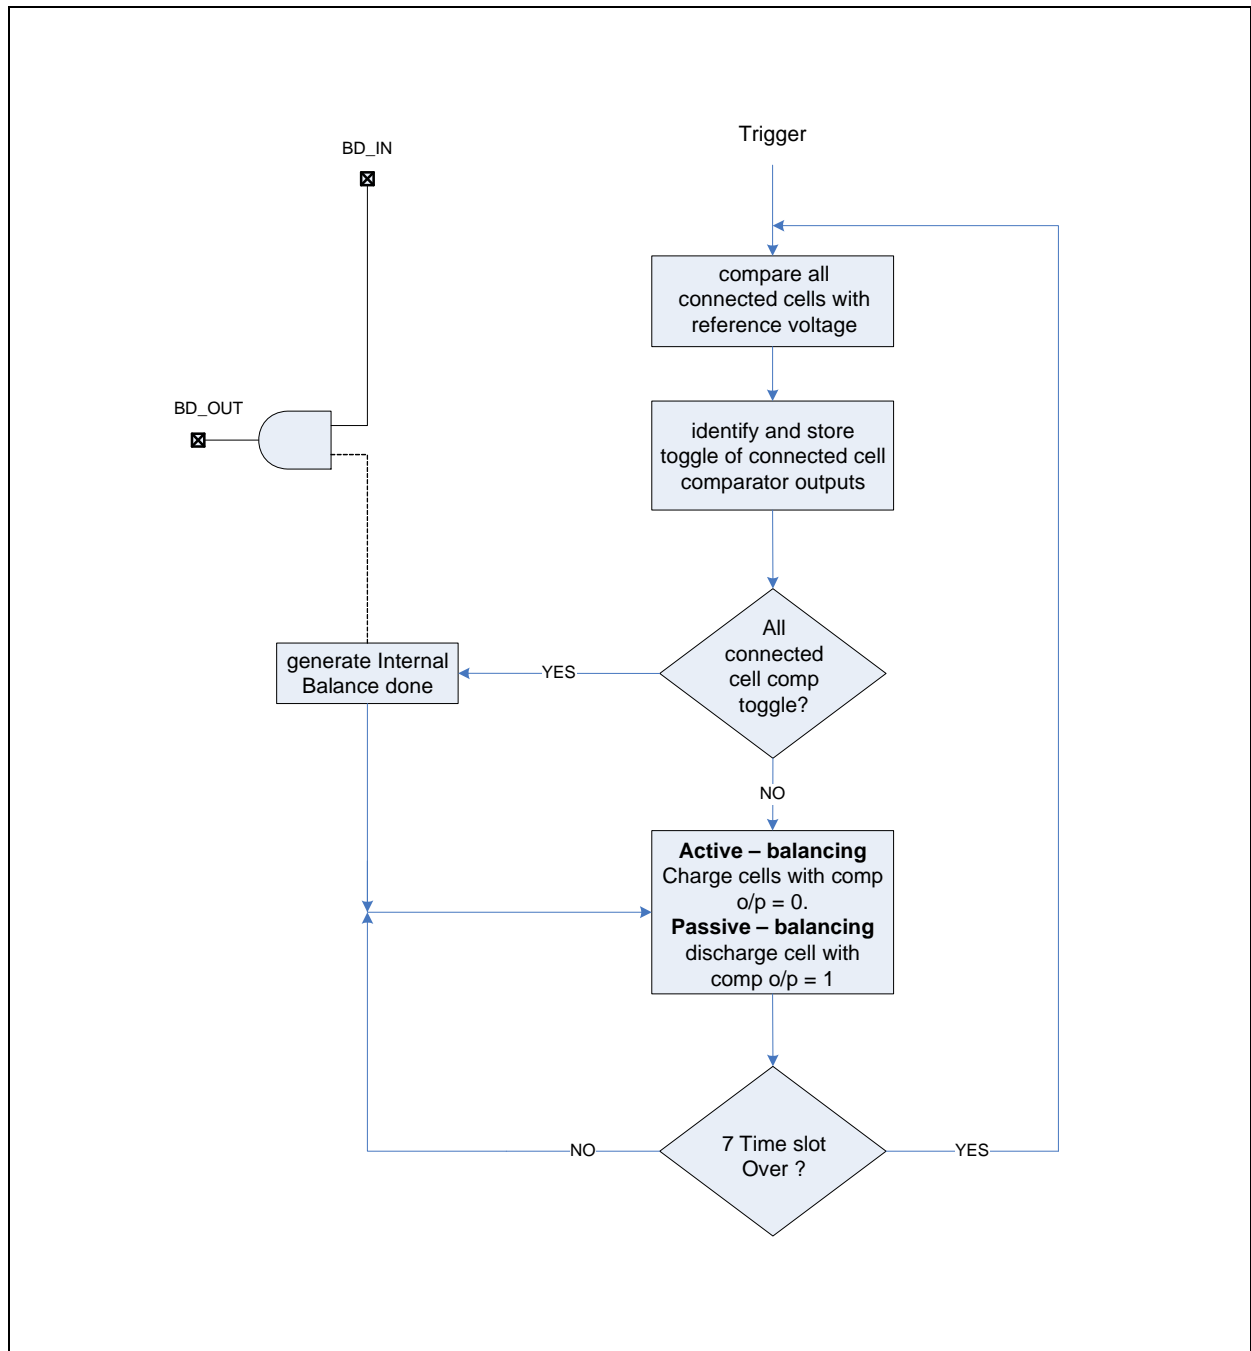 Trigger
BD_IN
compare all
connected cells with
reference voltage
BD_OUT
identify and store
toggle of connected cell
comparator outputs
All
connected
cell comp
toggle?
YES
generate Internal
Balance done
NO
Active – balancing
Charge cells with comp
o/p = 0.
Passive – balancing
discharge cell with
comp o/p = 1
7 Time slot
Over ?
NO
YES